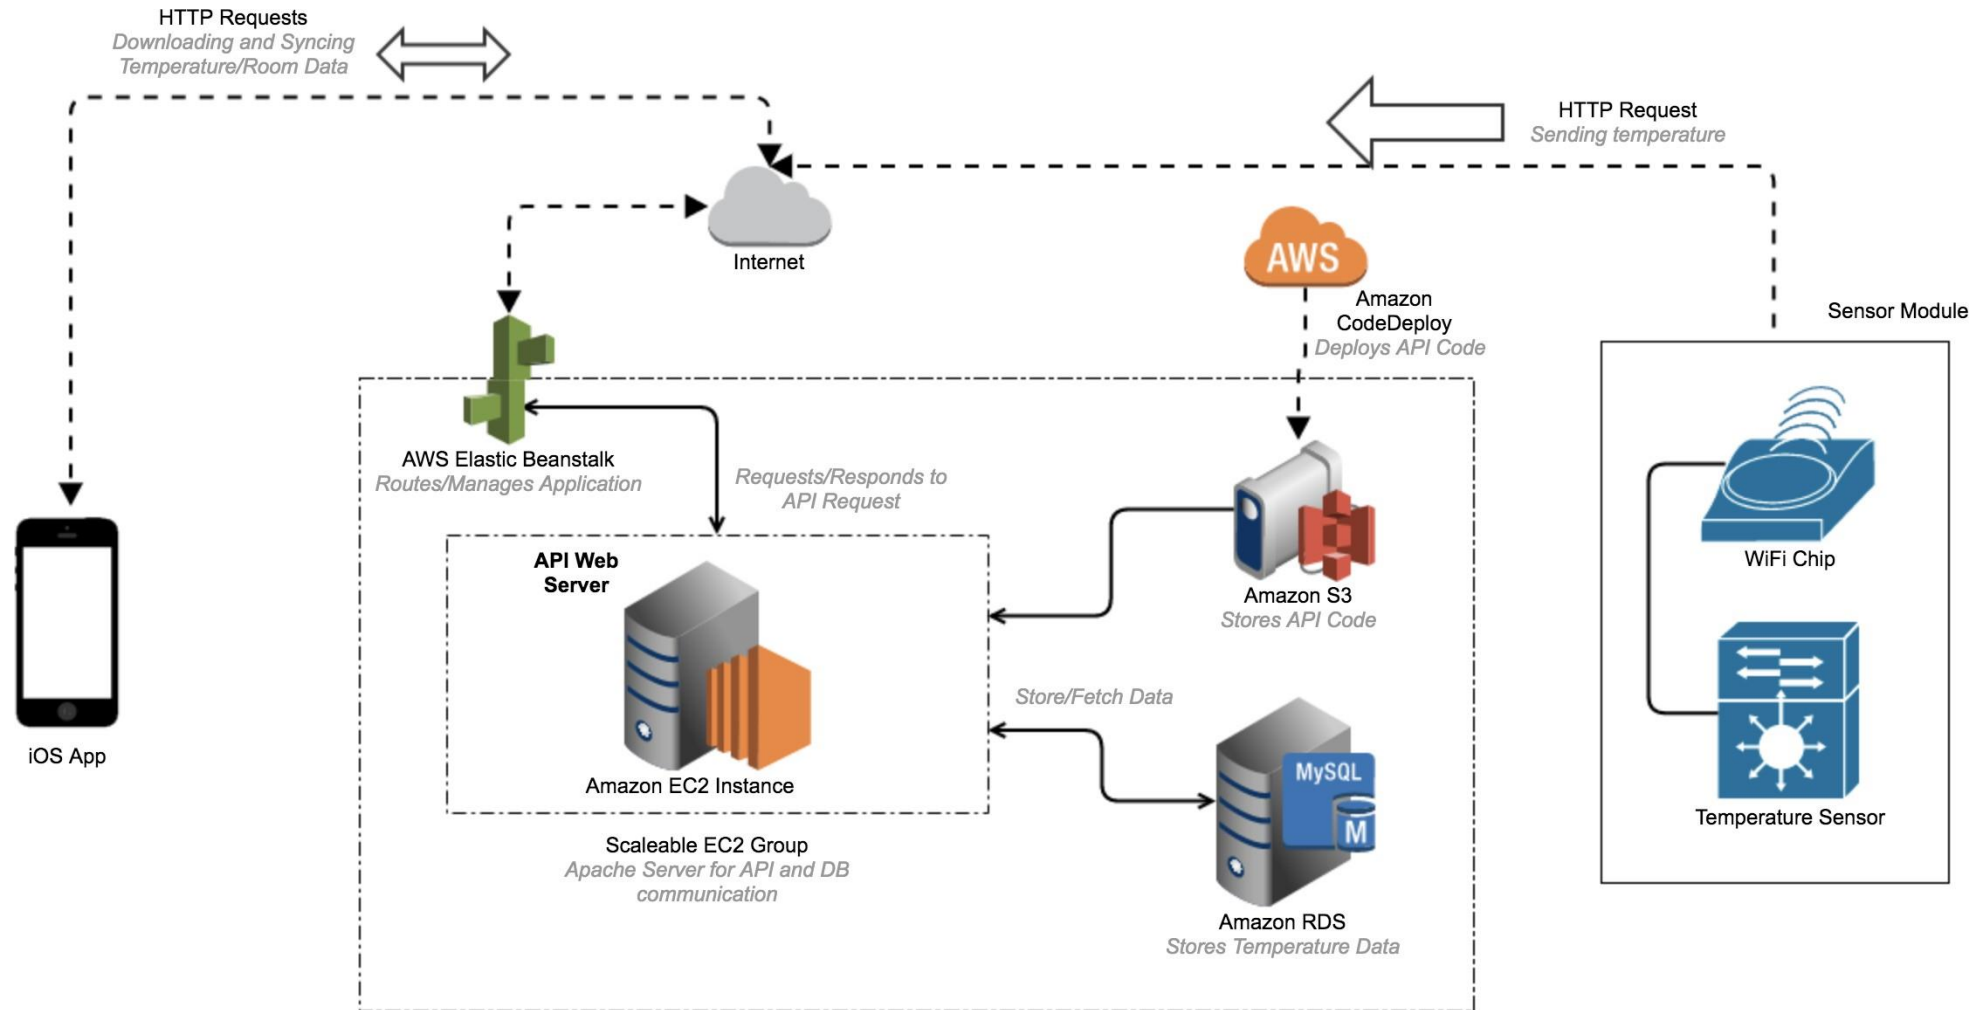 HTTP Requests
Downloading and Syncing
Temperature/Room Data
HTTP Request
Sending temperature
Internet
AWS
Amazon
CodeDeploy
Deploys API Code
Sensor Module
AWS Elastic Beanstalk
Routes/Manages Application
Requests/Responds to
API Request
API Web
Server
Amazon EC2 Instance
Scaleable EC2 Group
Apache Server for API and DB
communication
Amazon S3
Stores API Code
Store/Fetch Data
MySQL
M
Amazon RDS
Stores Temperature Data
WiFi Chip
Temperature Sensor
iOS App